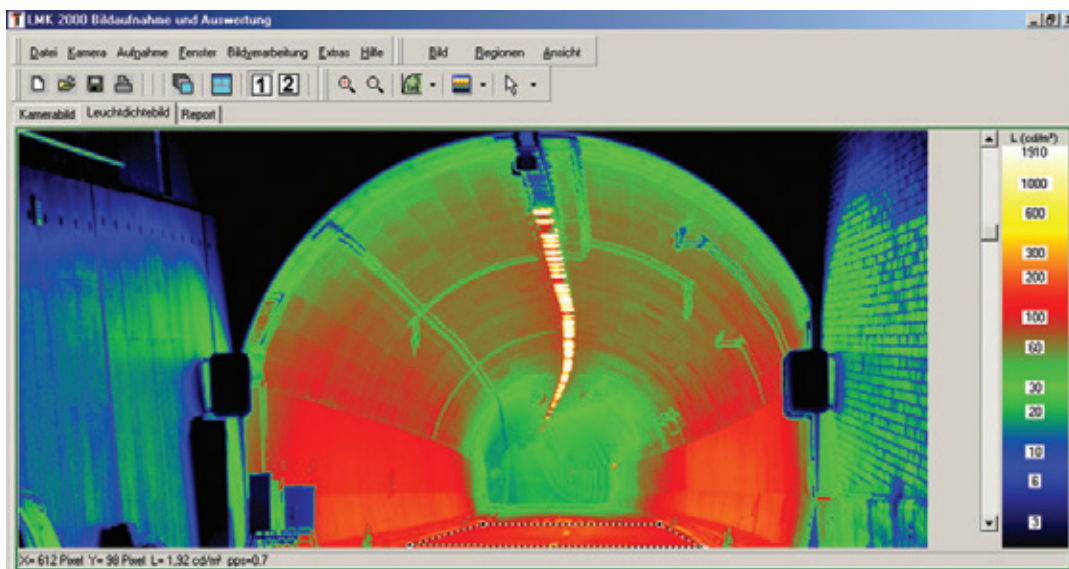 LMK 2000 Bildaufnahme und Auswertung
Datei Kamera Aufnahme Fenster Bildverarbeitung Extras Hilfe Bild Regionen Ansicht
1 2
Kamerabild Leuchtdichtebild Report
L (cd/m²)
1910
1000
600
300
200
100
60
30
20
10
6
3
X= 612 Pixel Y= 98 Pixel L= 1.92 cd/m² pps=0.7